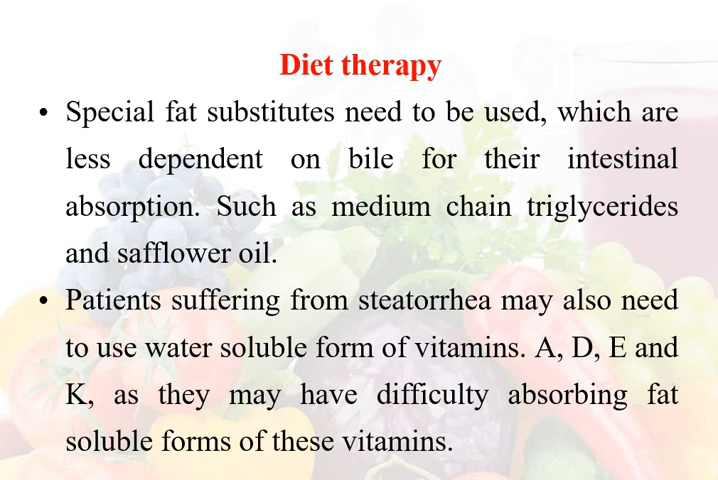 Diet therapy
• Special fat substitutes need to be used, which are
less dependent on bile for their intestinal
absorption. Such as medium chain triglycerides
and safflower oil.
• Patients suffering from steatorrhea may also need
to use water soluble form of vitamins. A, D, E and
K, as they may have difficulty absorbing fat
soluble forms of these vitamins.